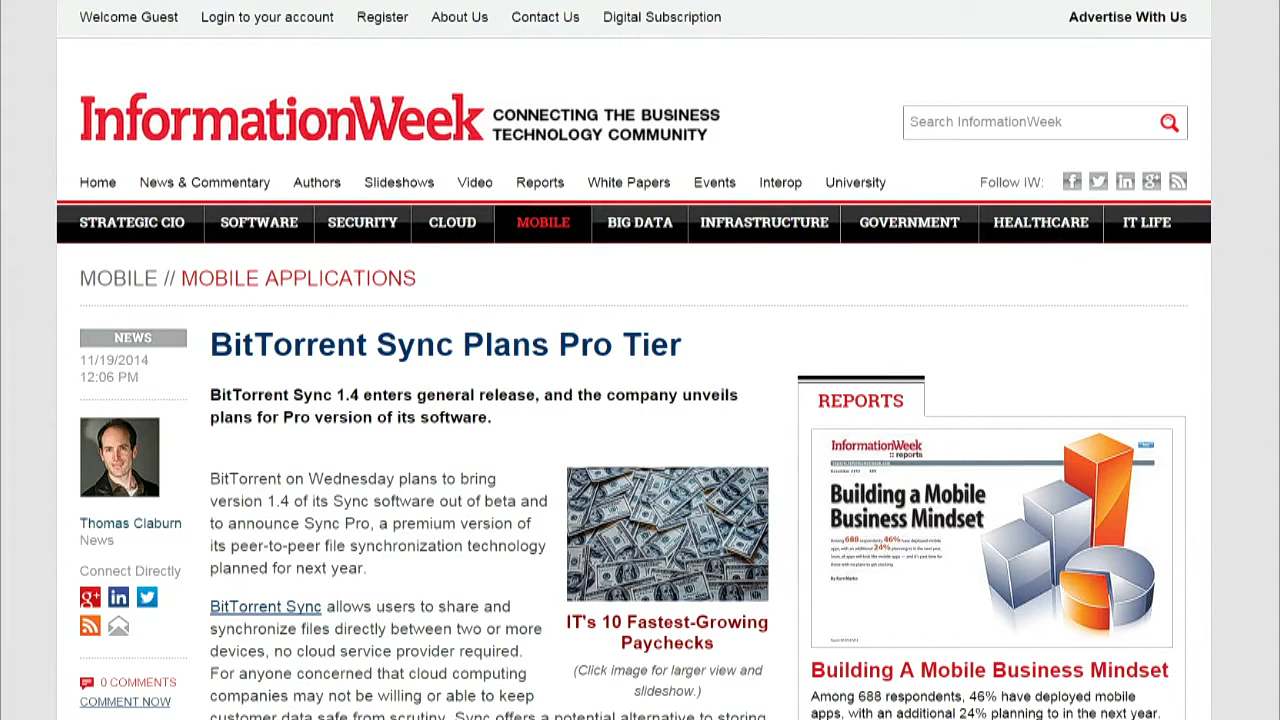 Welcome Guest Login to your account Register About Us Contact Us Digital Subscription Advertise With Us
InformationWeek CONNECTING THE BUSINESS
TECHNOLOGY COMMUNITY
Search InformationWeek
Home News & Commentary Authors Slideshows Video Reports White Papers Events Interop University Follow IW:
STRATEGIC CIO SOFTWARE SECURITY CLOUD MOBILE BIG DATA INFRASTRUCTURE GOVERNMENT HEALTHCARE IT LIFE
MOBILE // MOBILE APPLICATIONS
NEWS
11/19/2014
12:06 PM
Thomas Claburn
News
Connect Directly
0 COMMENTS
COMMENT NOW
BitTorrent Sync Plans Pro Tier
BitTorrent Sync 1.4 enters general release, and the company unveils
plans for Pro version of its software.
BitTorrent on Wednesday plans to bring
version 1.4 of its Sync software out of beta and
to announce Sync Pro, a premium version of
its peer-to-peer file synchronization technology
planned for next year.
BitTorrent Sync allows users to share and
synchronize files directly between two or more
devices, no cloud service provider required.
For anyone concerned that cloud computing
companies may not be willing or able to keep
customer data safe from scrutiny, Sync offers a potential alternative to storing
IT's 10 Fastest-Growing
Paychecks
(Click image for larger view and
slideshow.)
REPORTS
InformationWeek
:: reports
Building a Mobile
Business Mindset
Among 688 respondents, 46% have deployed mobile
apps, with an additional 24% planning to in the next year.
Building A Mobile Business Mindset
Among 688 respondents, 46% have deployed mobile
apps, with an additional 24% planning to in the next year.